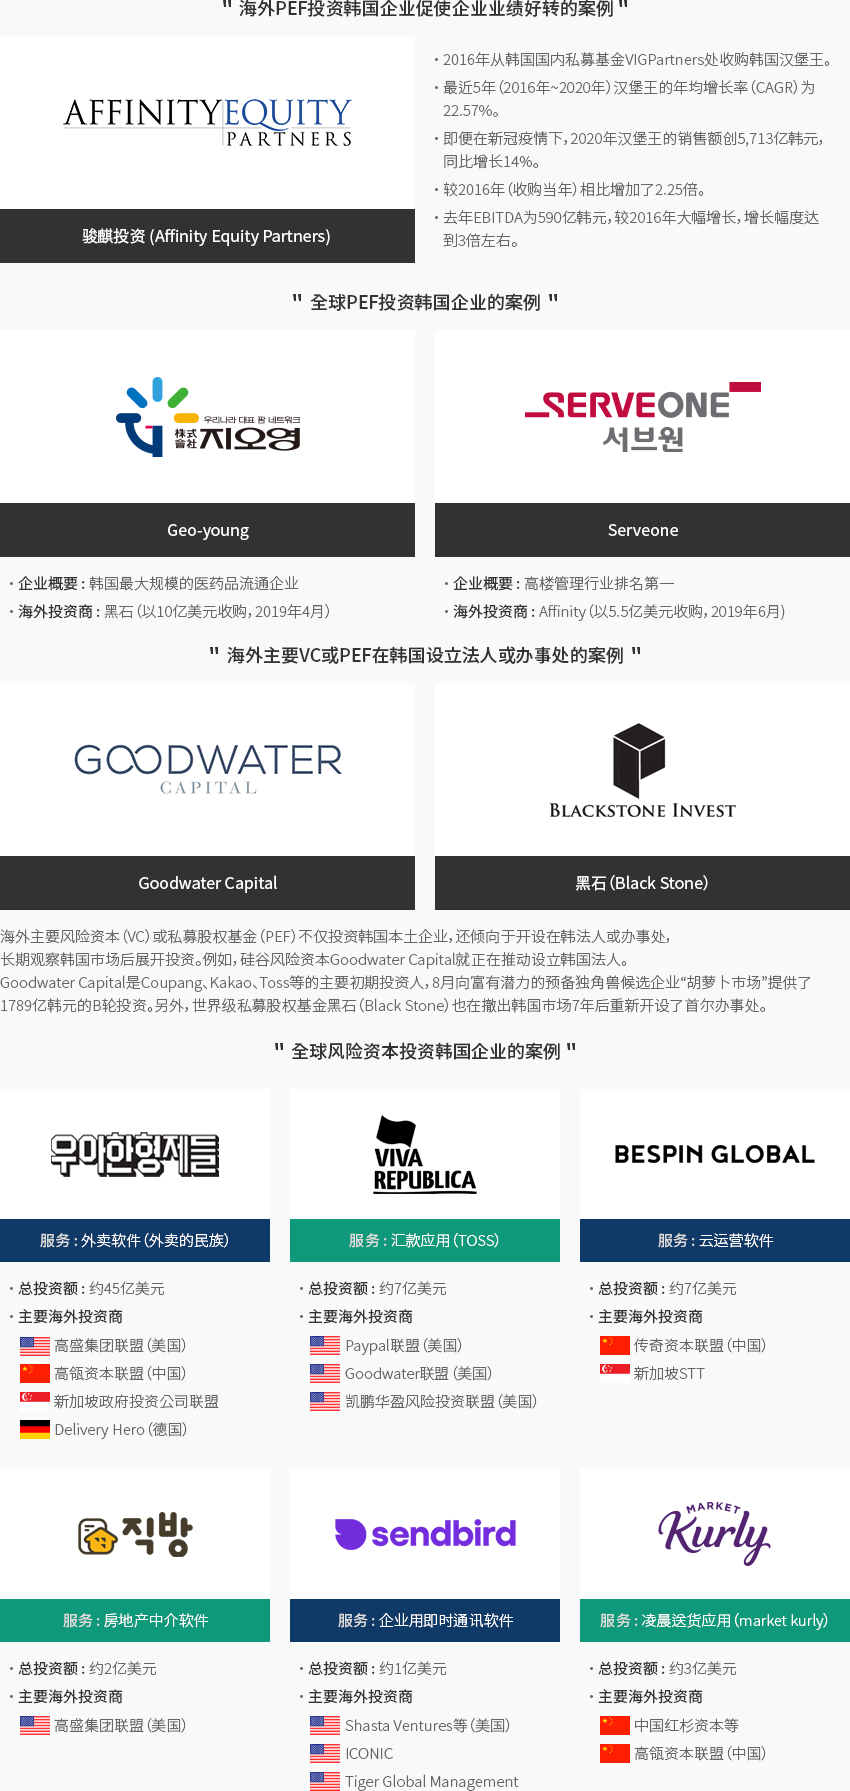 " 海外PEF投资韩国企业促使企业业绩好转的案例 "
AFFINITY EQUITY
PARTNERS
骏麒投资 (Affinity Equity Partners)
· 2016年从韩国国内私募基金VIGPartners处收购韩国汉堡王。
· 最近5年（2016年~2020年）汉堡王的年均增长率（CAGR）为
22.57%。
· 即便在新冠疫情下，2020年汉堡王的销售额创5,713亿韩元，
同比增长14%。
· 较2016年（收购当年）相比增加了2.25倍。
· 去年EBITDA为590亿韩元，较2016年大幅增长，增长幅度达
到3倍左右。
" 全球PEF投资韩国企业的案例 "
우리나라 대표 팜 네트워크
株式
會社 지오영
SERVEONE
서브원
Geo-young
Serveone
· 企业概要 : 韩国最大规模的医药品流通企业
· 海外投资商 : 黑石（以10亿美元收购，2019年4月）
· 企业概要 : 高楼管理行业排名第一
· 海外投资商 : Affinity（以5.5亿美元收购，2019年6月)
" 海外主要VC或PEF在韩国设立法人或办事处的案例 "
GOODWATER
CAPITAL
BLACKSTONE INVEST
Goodwater Capital
黑石（Black Stone）
海外主要风险资本（VC）或私募股权基金（PEF）不仅投资韩国本土企业，还倾向于开设在韩法人或办事处，
长期观察韩国市场后展开投资。例如，硅谷风险资本Goodwater Capital就正在推动设立韩国法人。
Goodwater Capital是Coupang、Kakao、Toss等的主要初期投资人，8月向富有潜力的预备独角兽候选企业“胡萝卜市场”提供了
1789亿韩元的B轮投资。另外，世界级私募股权基金黑石（Black Stone）也在撤出韩国市场7年后重新开设了首尔办事处。
" 全球风险资本投资韩国企业的案例 "
우아한형제들
VIVA
REPUBLICA
BESPIN GLOBAL
服务 : 外卖软件（外卖的民族）
服务 : 汇款应用（TOSS）
服务 : 云运营软件
· 总投资额 : 约45亿美元
· 主要海外投资商
高盛集团联盟（美国）
高瓴资本联盟（中国）
新加坡政府投资公司联盟
Delivery Hero（德国）
· 总投资额 : 约7亿美元
· 主要海外投资商
Paypal联盟（美国）
Goodwater联盟（美国）
凯鹏华盈风险投资联盟（美国）
· 总投资额 : 约7亿美元
· 主要海外投资商
传奇资本联盟（中国）
新加坡STT
직방
sendbird
MARKET
Kurly
服务 : 房地产中介软件
服务 : 企业用即时通讯软件
服务 : 凌晨送货应用（market kurly）
· 总投资额 : 约2亿美元
· 主要海外投资商
高盛集团联盟（美国）
· 总投资额 : 约1亿美元
· 主要海外投资商
Shasta Ventures等（美国）
ICONIC
Tiger Global Management
· 总投资额 : 约3亿美元
· 主要海外投资商
中国红杉资本等
高瓴资本联盟（中国）